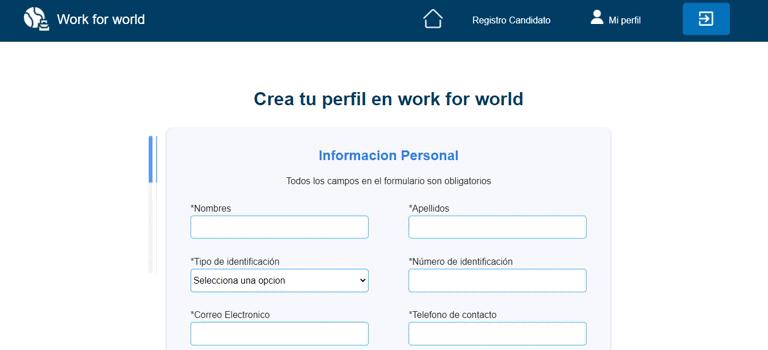 Work for world
Registro Candidato
Mi perfil
Crea tu perfil en work for world
Informacion Personal
Todos los campos en el formulario son obligatorios
*Nombres
*Apellidos
*Tipo de identificación
*Número de identificación
Selecciona una opcion
*Correo Electronico
*Telefono de contacto